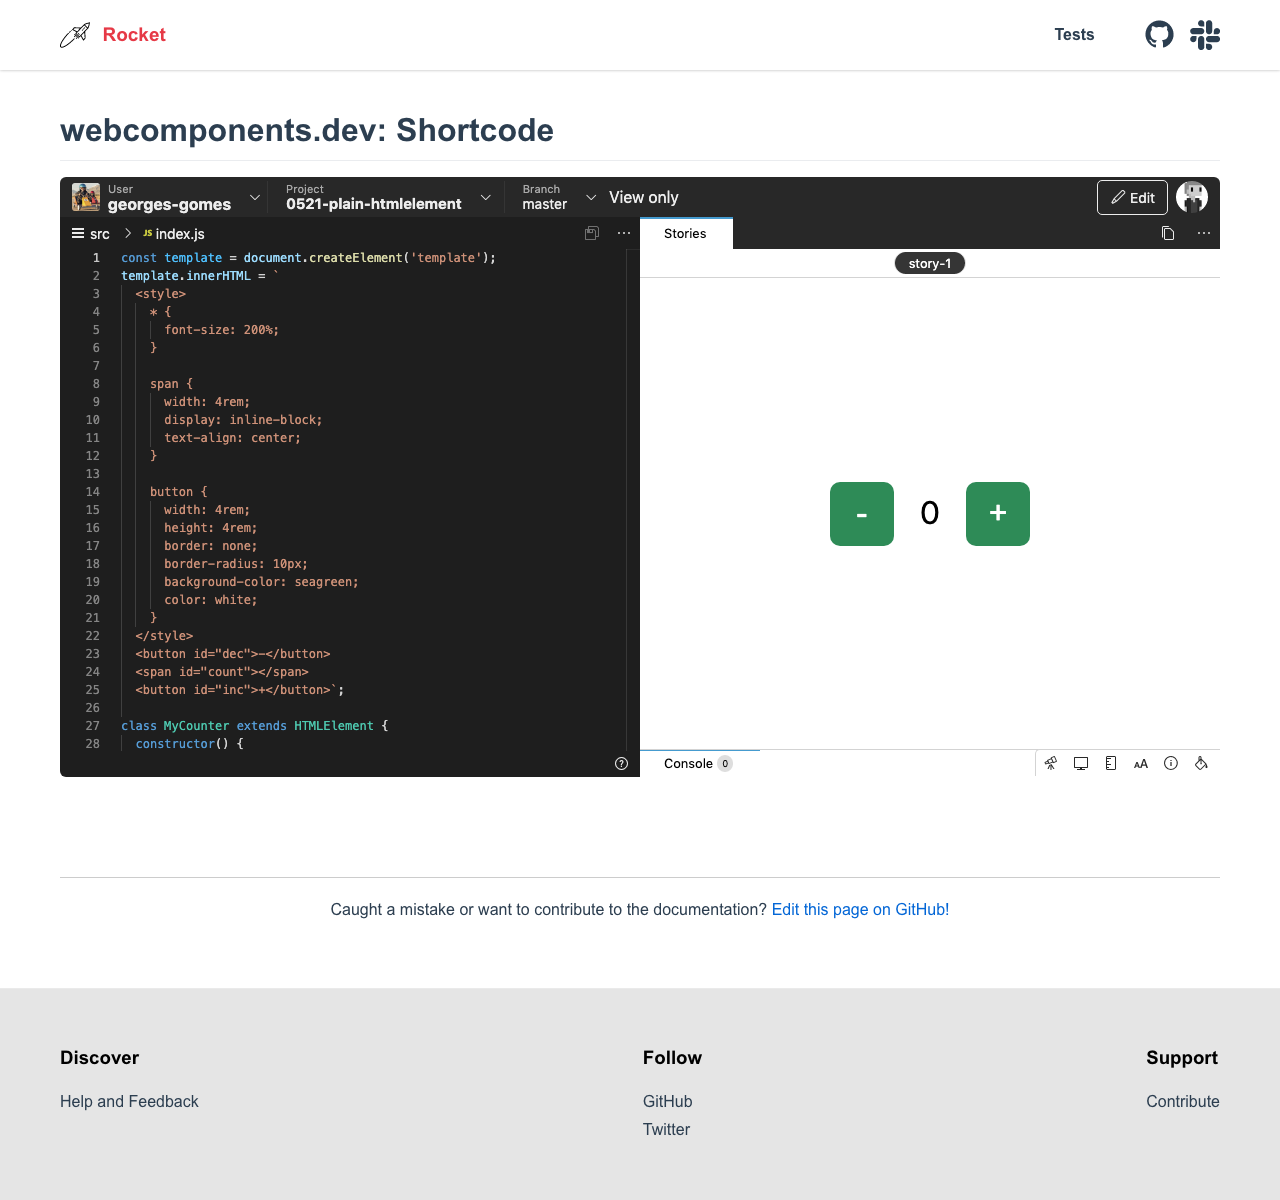 Rocket
Tests
webcomponents.dev: Shortcode
User
georges-gomes
Project
0521-plain-htmlelement
Branch
master
View only
Edit
src
JS index.js
Stories
story-1
1 const template = document.createElement('template');
2 template.innerHTML = `
3 <style>
4 * {
5 font-size: 200%;
6 }
7
8 span {
9 width: 4rem;
10 display: inline-block;
11 text-align: center;
12 }
13
14 button {
15 width: 4rem;
16 height: 4rem;
17 border: none;
18 border-radius: 10px;
19 background-color: seagreen;
20 color: white;
21 }
22 </style>
23 <button id="dec">-</button>
24 <span id="count"></span>
25 <button id="inc">+</button>`;
26
27 class MyCounter extends HTMLElement {
28 constructor() {
- 0 +
Console 0
AA
Caught a mistake or want to contribute to the documentation? Edit this page on GitHub!
Discover
Help and Feedback
Follow
GitHub
Twitter
Support
Contribute